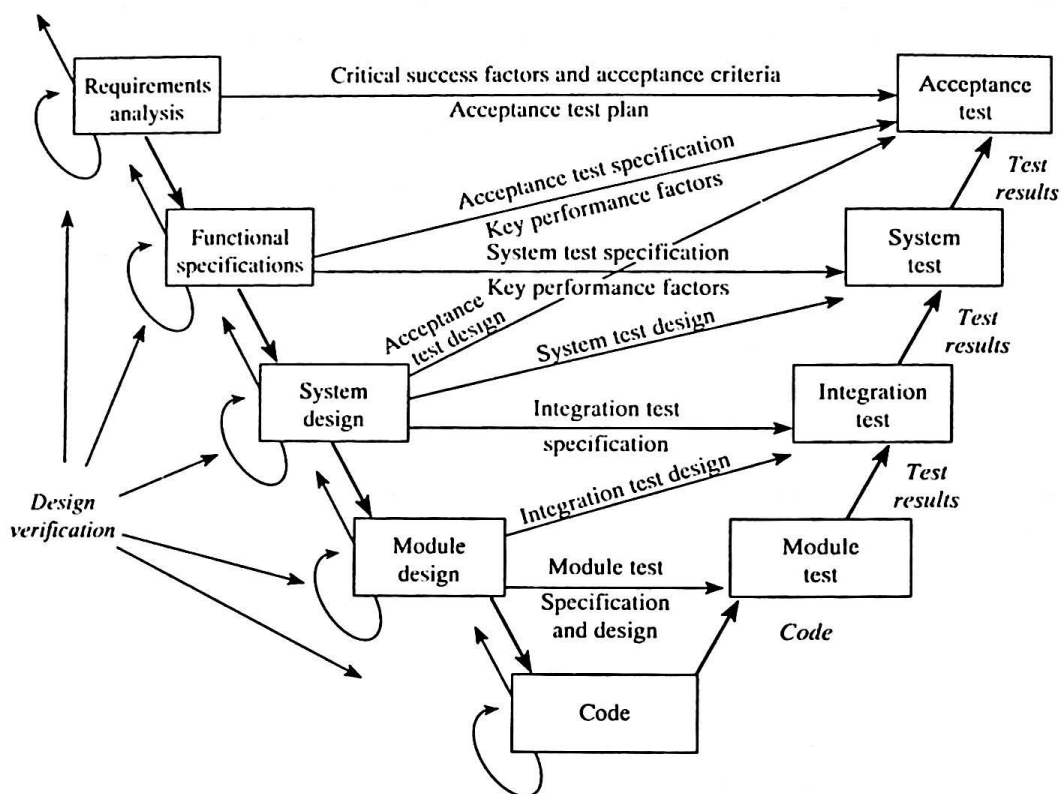 Requirements
analysis
Critical success factors and acceptance criteria
Acceptance test plan
Acceptance
test
Acceptance test specification
Key performance factors
Test
results
Functional
specifications
System test specification
Key performance factors
System
test
Acceptance
test design
System test design
Test
results
System
design
Integration test
specification
Integration
test
Integration test design
Test
results
Design
verification
Module
design
Module test
Specification
and design
Module
test
Code
Code